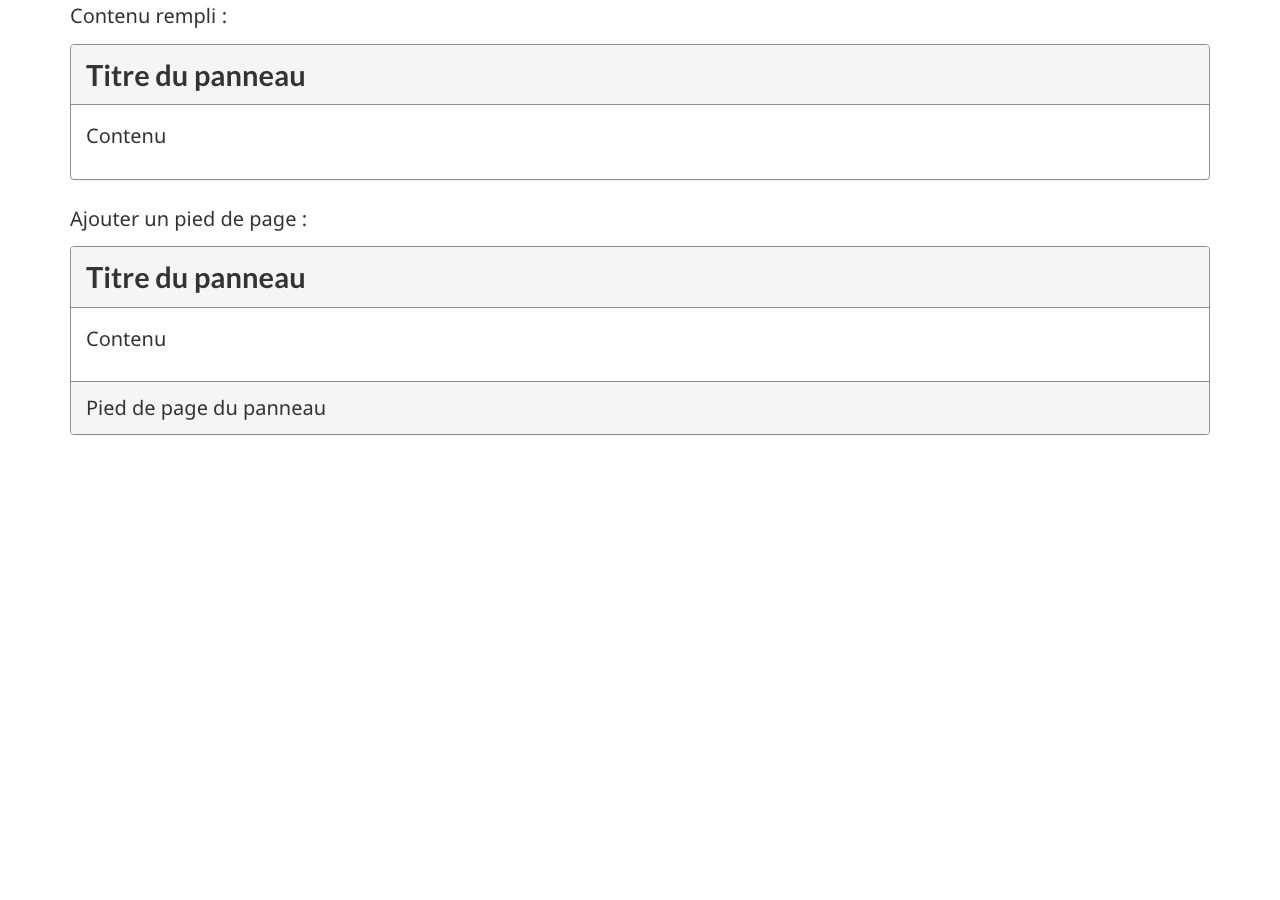 Contenu rempli :
Titre du panneau
Contenu
Ajouter un pied de page :
Titre du panneau
Contenu
Pied de page du panneau